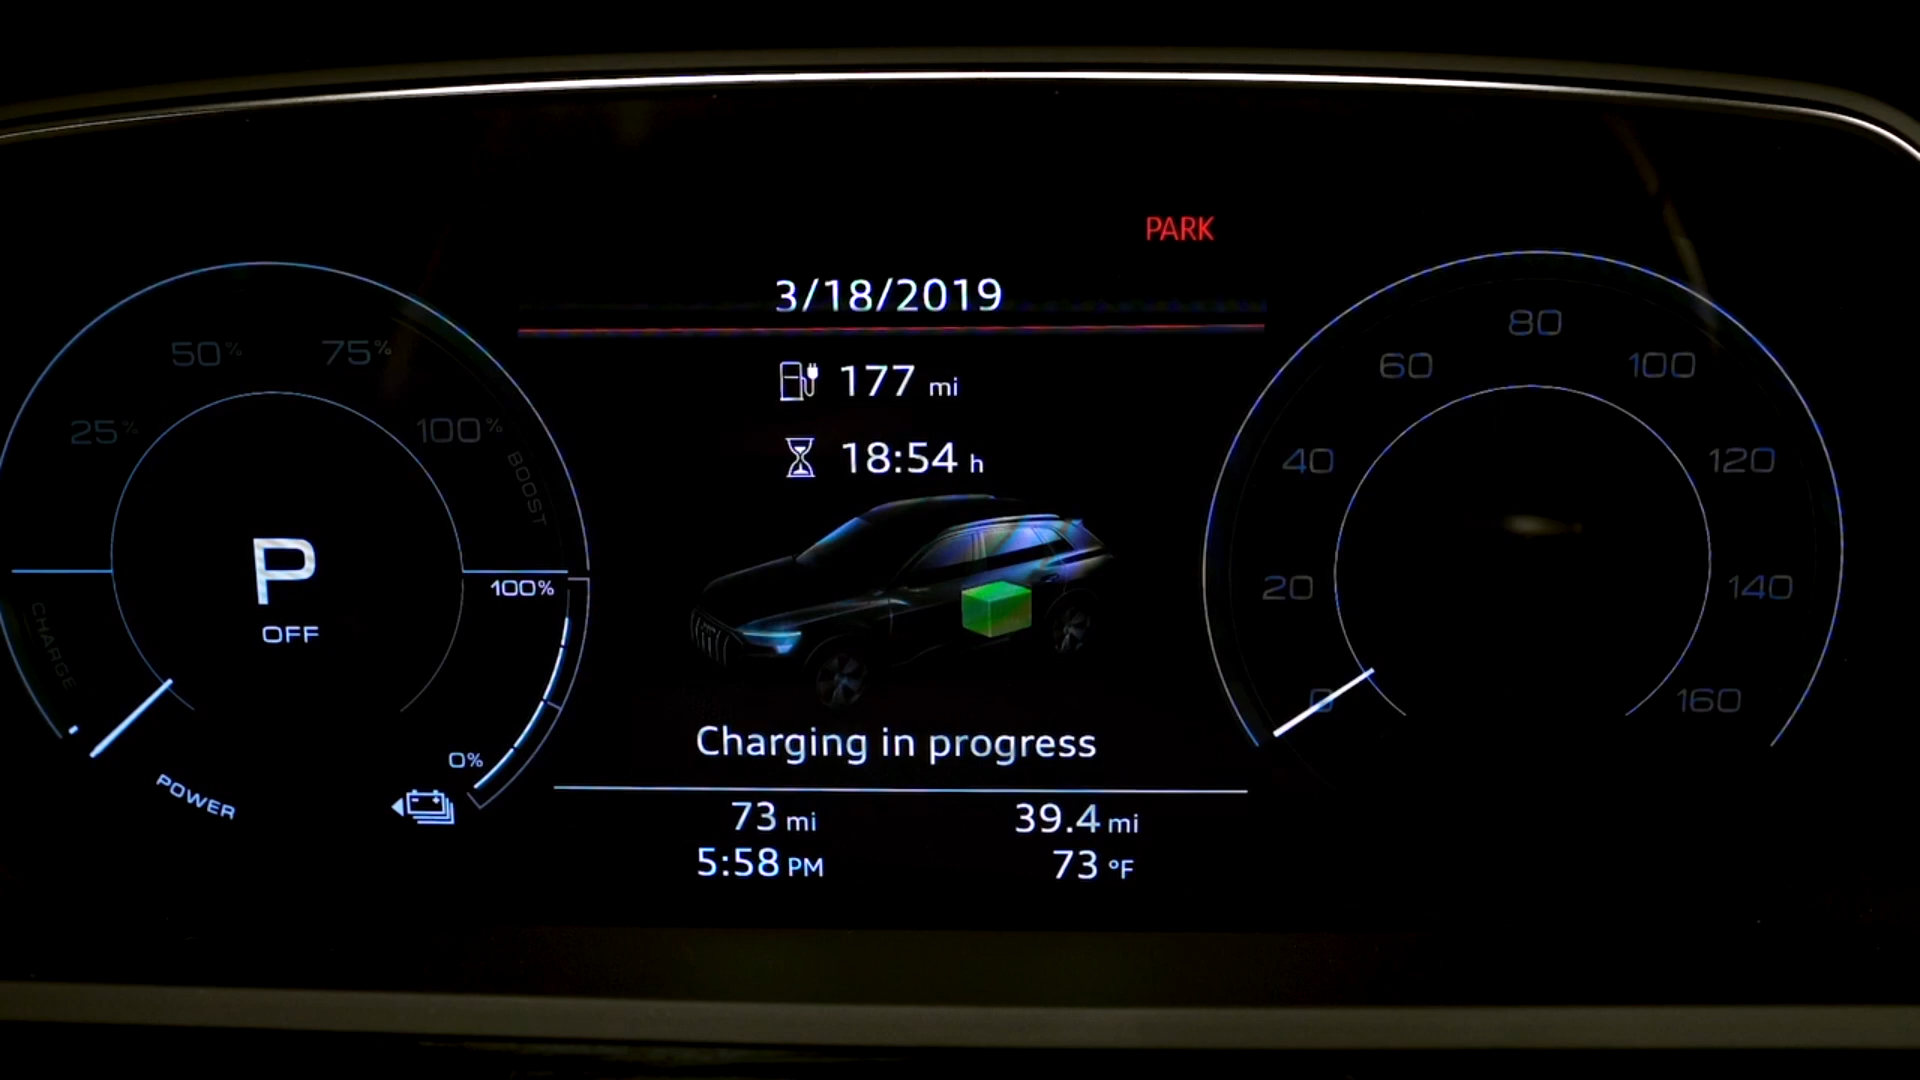 PARK
3/18/2019
177 mi
18:54 h
Charging in progress
73 mi
39.4 mi
5:58 PM
73 °F
25%
50%
75%
100%
BOOST
CHARGE
P
OFF
100%
0%
POWER
0
20
40
60
80
100
120
140
160